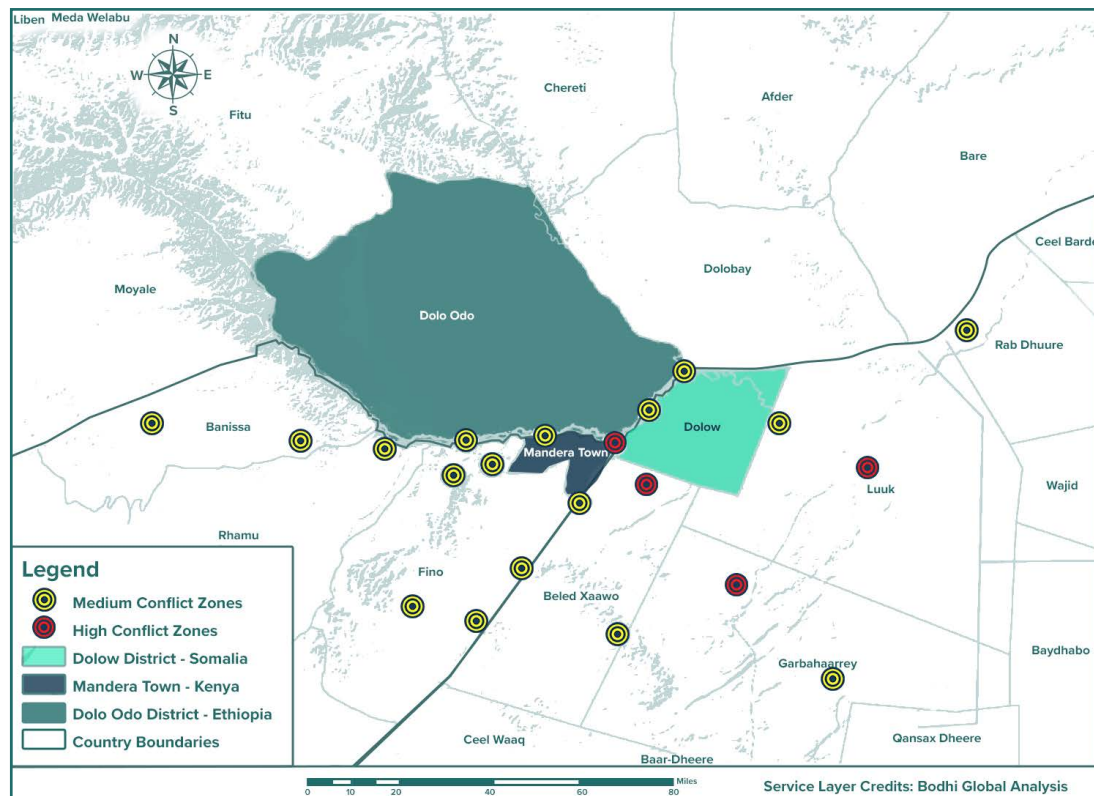 Liben
Meda Welabu
N
W
E
S
Fitu
Chereti
Afder
Bare
Ceel Barde
Dolobay
Moyale
Dolo Odo
Rab Dhuure
Banissa
Mandera Town
Dolow
Luuk
Wajid
Rhamu
Fino
Beled Xaawo
Garbahaarrey
Baydhabo
Ceel Waaq
Baar-Dheere
Qansax Dheere
Legend
Medium Conflict Zones
High Conflict Zones
Dolow District - Somalia
Mandera Town - Kenya
Dolo Odo District - Ethiopia
Country Boundaries
Miles
0 10 20 40 60 80
Service Layer Credits: Bodhi Global Analysis